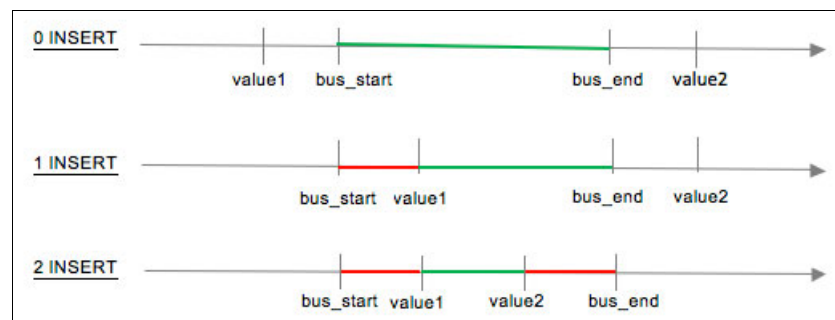 0 INSERT
value1 bus_start bus_end value2
1 INSERT
bus_start value1 bus_end value2
2 INSERT
bus_start value1 value2 bus_end